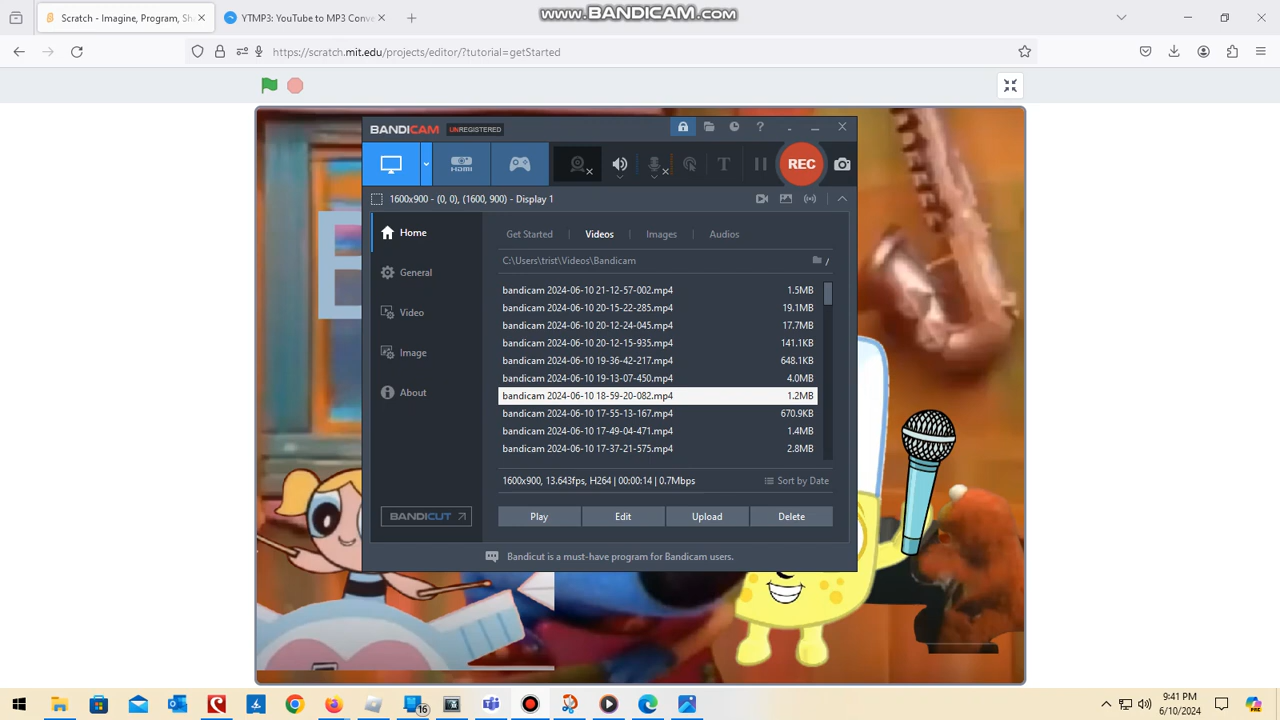 Scratch - Imagine, Program, Sh
YTMP3: YouTube to MP3 Conve
www.BANDICAM.com
https://scratch.mit.edu/projects/editor/?tutorial=getStarted
BANDICAM UNREGISTERED
HDMI
REC
1600x900 - (0, 0), (1600, 900) - Display 1
Home
General
Video
Image
About
BANDICUT
Get Started
Videos
Images
Audios
C:\Users\trist\Videos\Bandicam
/
bandicam 2024-06-10 21-12-57-002.mp4 1.5MB
bandicam 2024-06-10 20-15-22-285.mp4 19.1MB
bandicam 2024-06-10 20-12-24-045.mp4 17.7MB
bandicam 2024-06-10 20-12-15-935.mp4 141.1KB
bandicam 2024-06-10 19-36-42-217.mp4 648.1KB
bandicam 2024-06-10 19-13-07-450.mp4 4.0MB
bandicam 2024-06-10 18-59-20-082.mp4 1.2MB
bandicam 2024-06-10 17-55-13-167.mp4 670.9KB
bandicam 2024-06-10 17-49-04-471.mp4 1.4MB
bandicam 2024-06-10 17-37-21-575.mp4 2.8MB
1600x900, 13.643fps, H264 | 00:00:14 | 0.7Mbps
Sort by Date
Play
Edit
Upload
Delete
Bandicut is a must-have program for Bandicam users.
16
9:41 PM
6/10/2024